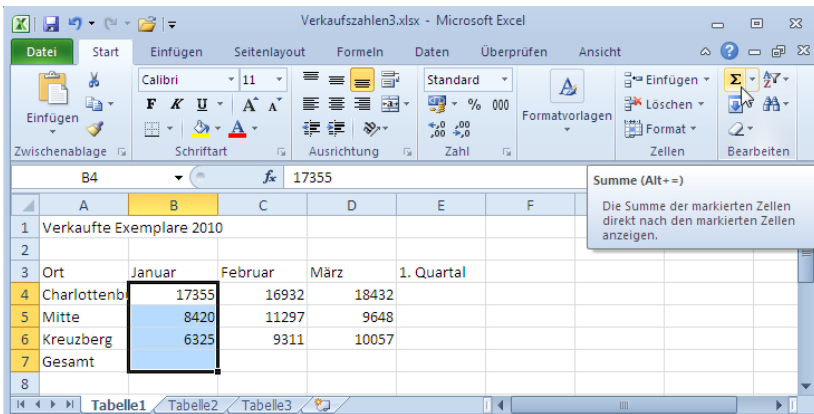 Verkaufszahlen3.xlsx - Microsoft Excel
Datei Start Einfügen Seitenlayout Formeln Daten Überprüfen Ansicht
Calibri 11 Standard Einfügen Σ
Einfügen F K U A A % 000 Formatvorlagen Löschen
A Format
Zwischenablage Schriftart Ausrichtung Zahl Zellen Bearbeiten
B4 fx 17355
Summe (Alt+=)
Die Summe der markierten Zellen
direkt nach den markierten Zellen
anzeigen.
A B C D E F
1 Verkaufte Exemplare 2010
2
3 Ort Januar Februar März 1. Quartal
4 Charlottenb 17355 16932 18432
5 Mitte 8420 11297 9648
6 Kreuzberg 6325 9311 10057
7 Gesamt
8
Tabelle1 Tabelle2 Tabelle3